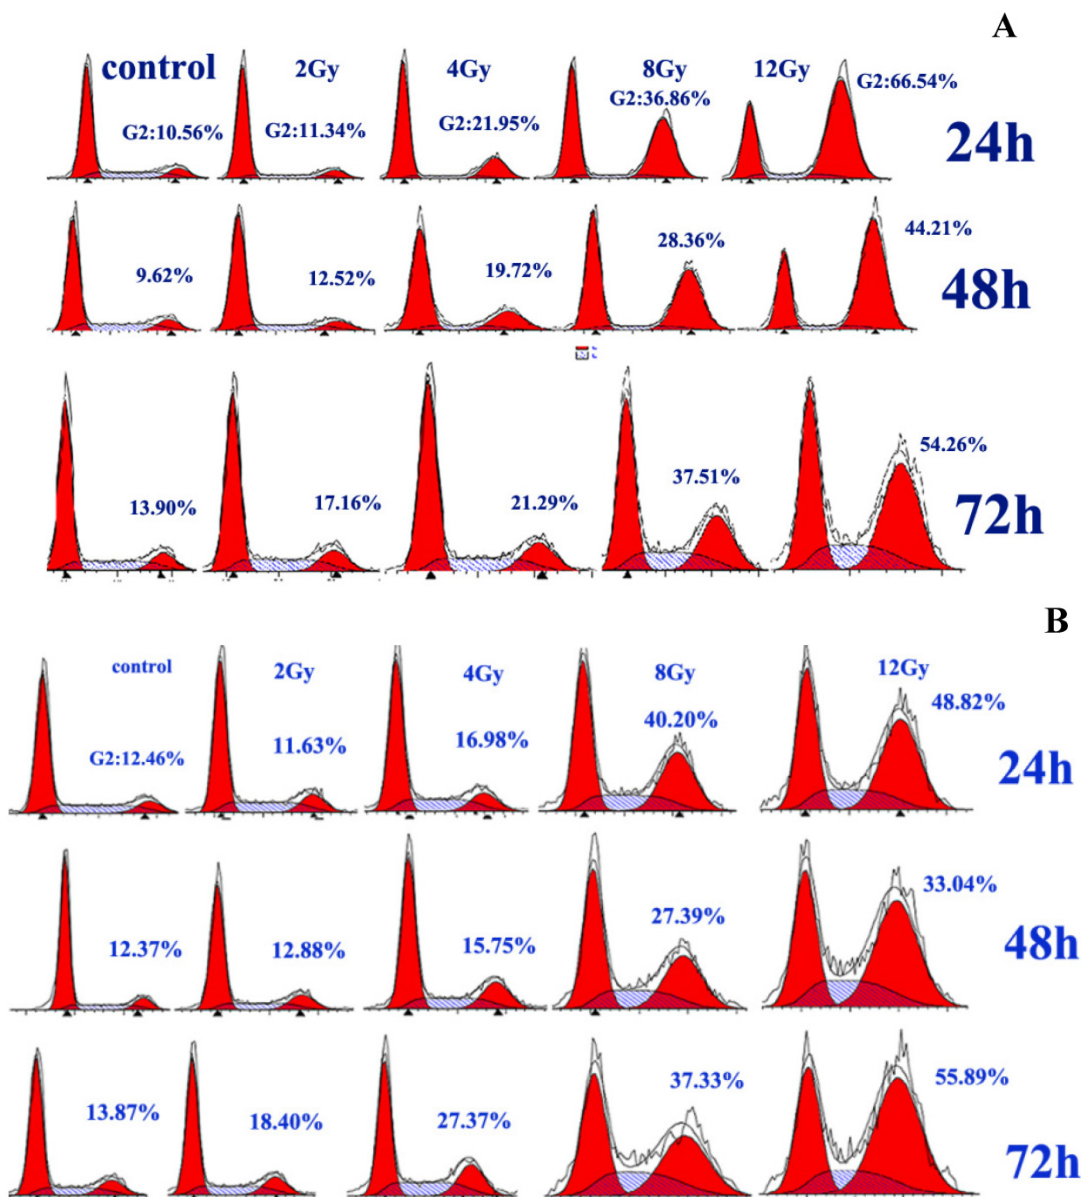 A
control 2Gy 4Gy 8Gy 12Gy
G2:10.56% G2:11.34% G2:21.95% G2:36.86% G2:66.54%
24h
9.62% 12.52% 19.72% 28.36% 44.21%
48h
13.90% 17.16% 21.29% 37.51% 54.26%
72h
B
control 2Gy 4Gy 8Gy 12Gy
G2:12.46% 11.63% 16.98% 40.20% 48.82%
24h
12.37% 12.88% 15.75% 27.39% 33.04%
48h
13.87% 18.40% 27.37% 37.33% 55.89%
72h